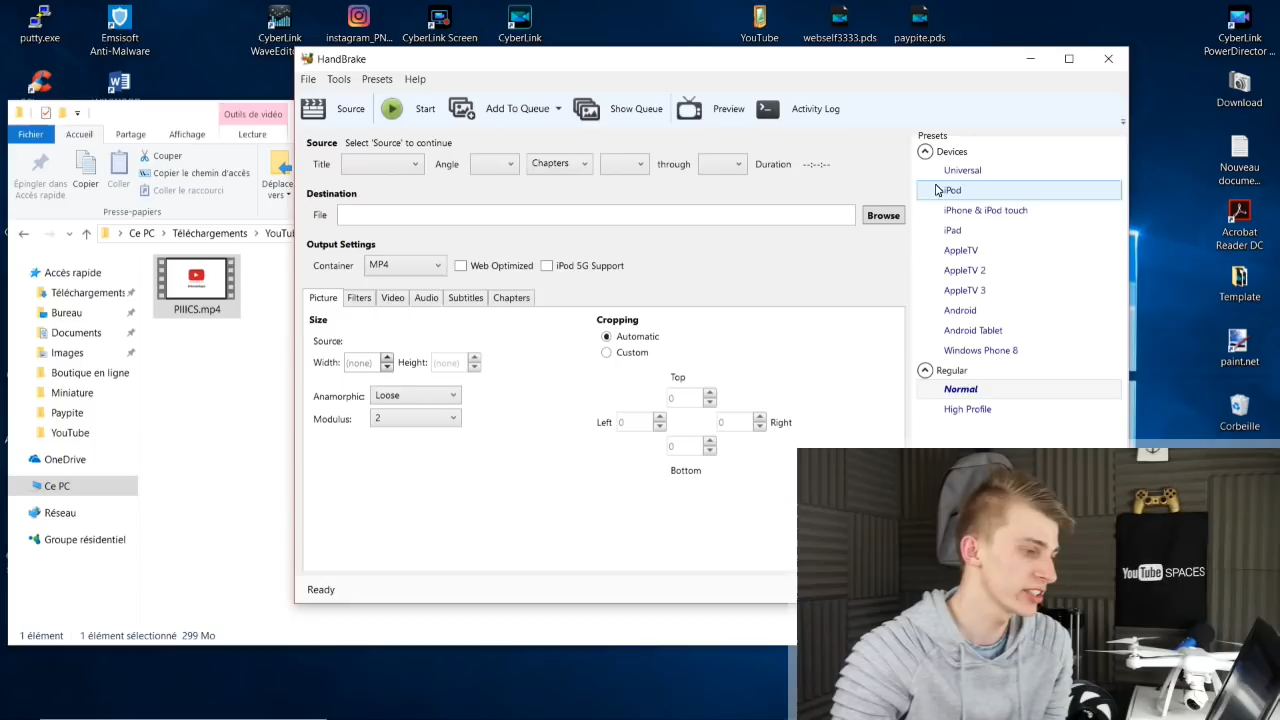 putty.exe
Emsisoft
Anti-Malware
CyberLink
WaveEdit
instagram_PN...
CyberLink Screen
CyberLink
YouTube
webself3333.pds
paypite.pds
CyberLink
PowerDirector ...
HandBrake
File Tools Presets Help
Source Start Add To Queue Show Queue Preview Activity Log
Source Select 'Source' to continue
Title Angle Chapters through Duration --:--:--
Destination
File Browse
Output Settings
Container MP4 Web Optimized iPod 5G Support
Picture Filters Video Audio Subtitles Chapters
Size
Source:
Width: (none) Height: (none)
Anamorphic: Loose
Modulus: 2
Cropping
Automatic
Custom
Top
0
Left 0 0 Right
0
Bottom
Ready
Presets
Devices
Universal
iPod
iPhone & iPod touch
iPad
AppleTV
AppleTV 2
AppleTV 3
Android
Android Tablet
Windows Phone 8
Regular
Normal
High Profile
Outils de vidéo
Fichier Accueil Partage Affichage Lecture
Épingler dans
Accès rapide
Copier
Coller
Couper
Copier le chemin d'accès
Coller le raccourci
Déplace
vers
Presse-papiers
Ce PC Téléchargements
Accès rapide
Téléchargements
Bureau
Documents
Images
Boutique en ligne
Miniature
Paypite
YouTube
OneDrive
Ce PC
Réseau
Groupe résidentiel
PIIICS.mp4
1 élément 1 élément sélectionné 299 Mo
Download
Nouveau
docume...
Acrobat
Reader DC
Template
paint.net
Corbeille
YouTube SPACES